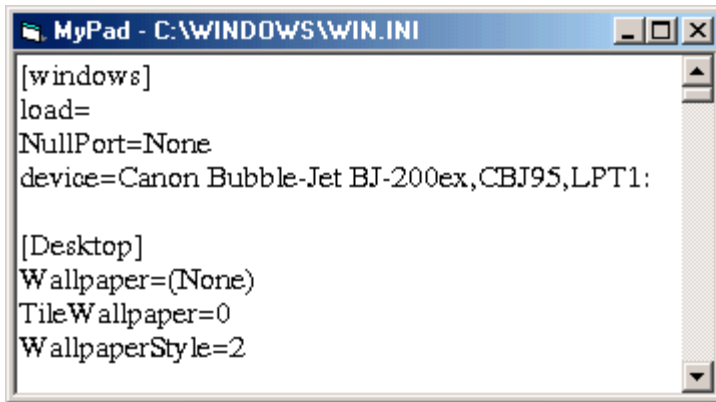 MyPad - C:\WINDOWS\WIN.INI
[windows]
load=
NullPort=None
device=Canon Bubble-Jet BJ-200ex,CBJ95,LPT1:
[Desktop]
Wallpaper=(None)
TileWallpaper=0
WallpaperStyle=2